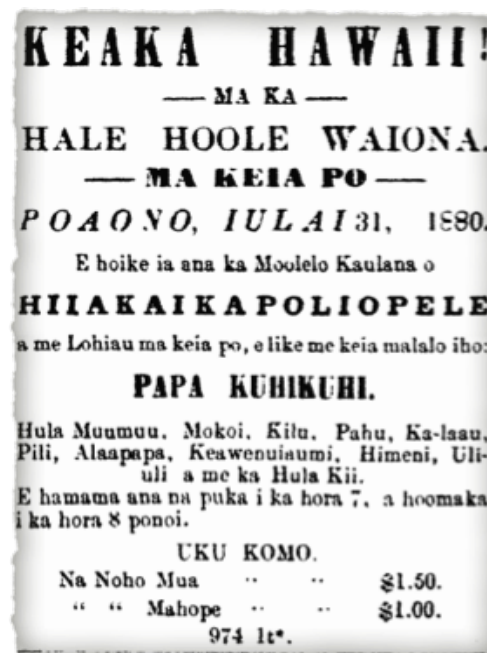 KEAKA HAWAII!
— MA KA —
HALE HOOLE WAIONA.
— MA KEIA PO —
POAONO, IULAI 31, 1880.
E hoike ia ana ka Moolelo Kaulana o
HIIAKAIKAPOLIOPELE
a me Lohiau ma keia po, e like me keia malalo iho:
PAPA KUHIKUHI.
Hula Muumuu, Mokoi, Kilu, Pahu, Ka-laau,
Pili, Alaapapa, Keawenuiaumi, Himeni, Uli-
uli a me ka Hula Kii.
E hamama ana na puka i ka hora 7, a hoomaka
i ka hora 8 ponoi.
UKU KOMO.
Na Noho Mua " " $1.50.
" " Mahope " " $1.00.
974 1t*.